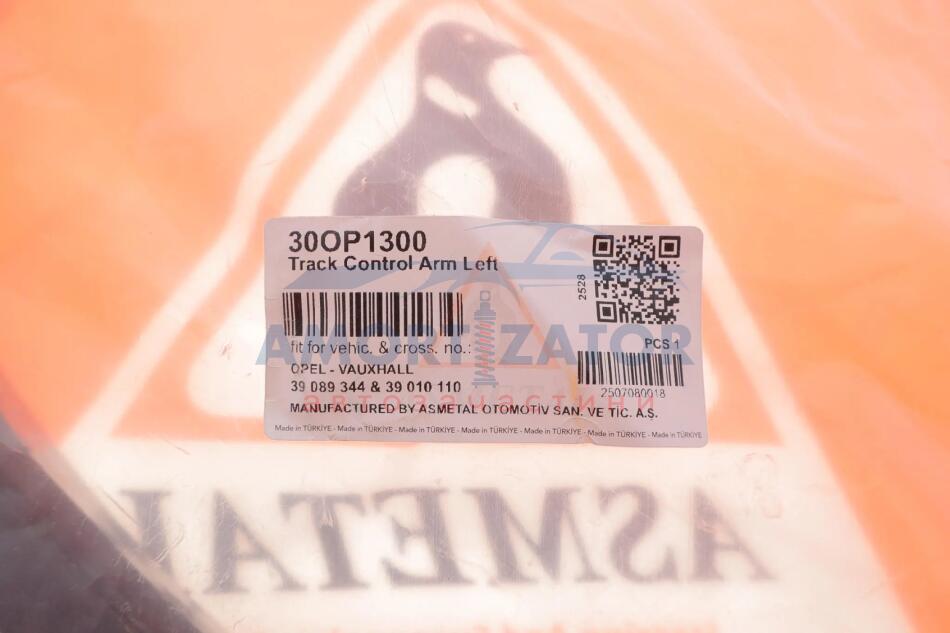 30OP1300
Track Control Arm Left
2528
AMORTIZATOR
fit for vehic. & cross. no.:
PCS 1
OPEL - VAUXHALL
39 089 344 & 39 010 110
2507080018
автозапчастини
MANUFACTURED BY ASMETAL OTOMOTİV SAN. VE TİC. A.Ş.
Made in TÜRKİYE - Made in TÜRKİYE - Made in TÜRKİYE - Made in TÜRKİYE - Made in TÜRKİYE - Made in TÜRKİYE - Made in TÜRKİYE
ASMETAL